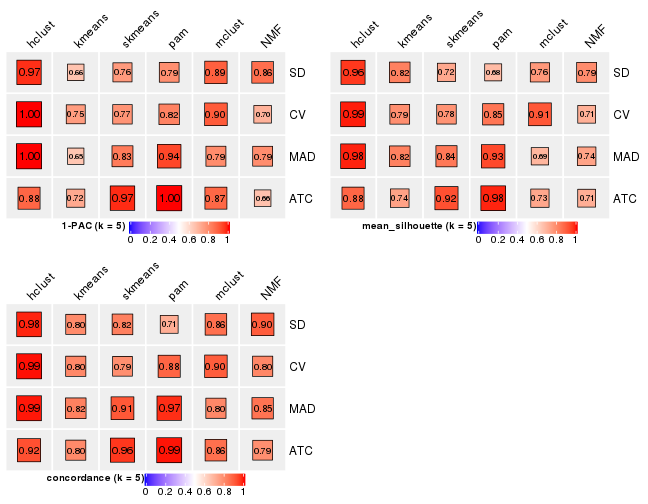 hclust kmeans skmeans pam mclust NMF
0.97 0.66 0.76 0.79 0.89 0.86 SD
1.00 0.75 0.77 0.82 0.90 0.70 CV
1.00 0.65 0.83 0.94 0.79 0.79 MAD
0.88 0.72 0.97 1.00 0.87 0.66 ATC
1-PAC (k = 5)
0 0.2 0.4 0.6 0.8 1
hclust kmeans skmeans pam mclust NMF
0.96 0.82 0.72 0.68 0.76 0.79 SD
0.99 0.79 0.78 0.85 0.91 0.71 CV
0.98 0.82 0.84 0.93 0.69 0.74 MAD
0.88 0.74 0.92 0.98 0.73 0.71 ATC
mean_silhouette (k = 5)
0 0.2 0.4 0.6 0.8 1
hclust kmeans skmeans pam mclust NMF
0.98 0.80 0.82 0.71 0.86 0.90 SD
0.99 0.80 0.79 0.88 0.90 0.80 CV
0.99 0.82 0.91 0.97 0.80 0.85 MAD
0.92 0.80 0.96 0.99 0.86 0.79 ATC
concordance (k = 5)
0 0.2 0.4 0.6 0.8 1